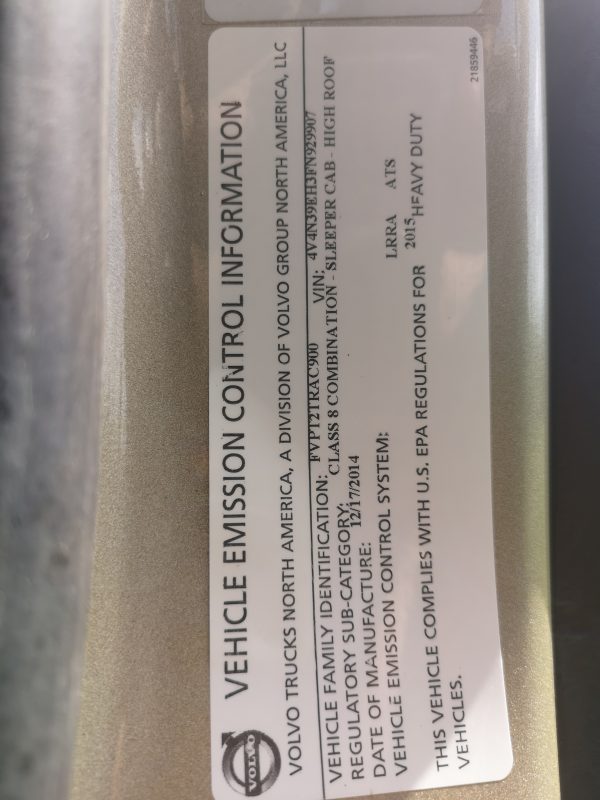 VOLVO
VEHICLE EMISSION CONTROL INFORMATION
VOLVO TRUCKS NORTH AMERICA, A DIVISION OF VOLVO GROUP NORTH AMERICA, LLC
VEHICLE FAMILY IDENTIFICATION: FVPT2TRAC900 VIN: 4V4N39EH3FN929907
REGULATORY SUB-CATEGORY: CLASS 8 COMBINATION - SLEEPER CAB - HIGH ROOF
DATE OF MANUFACTURE: 12/17/2014
VEHICLE EMISSION CONTROL SYSTEM: LRRA ATS
THIS VEHICLE COMPLIES WITH U.S. EPA REGULATIONS FOR 2015 HEAVY DUTY
VEHICLES.
21859446